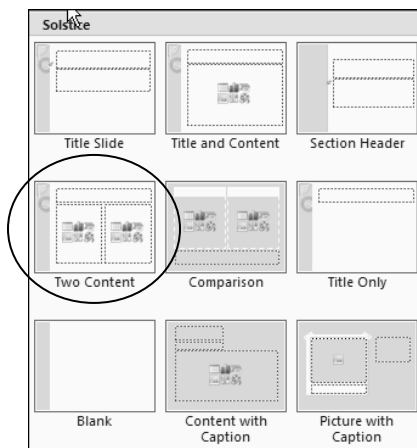 Solstice
Title Slide
Title and Content
Section Header
Two Content
Comparison
Title Only
Blank
Content with
Caption
Picture with
Caption